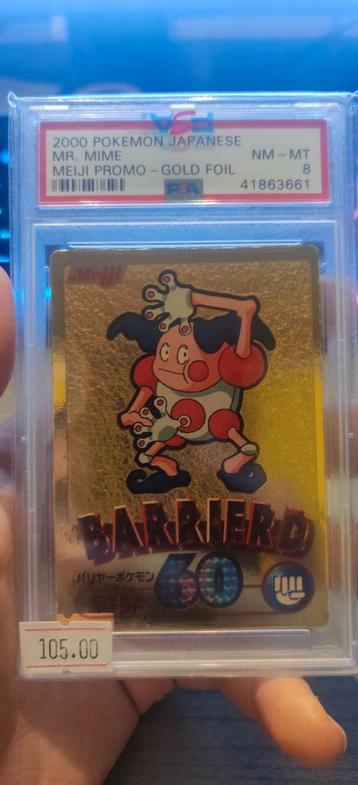 PSA
2000 POKEMON JAPANESE
MR. MIME NM - MT
MEIJI PROMO - GOLD FOIL 8
41863661
Meiji
BARRIERD
バリヤーポケモン
60
105.00